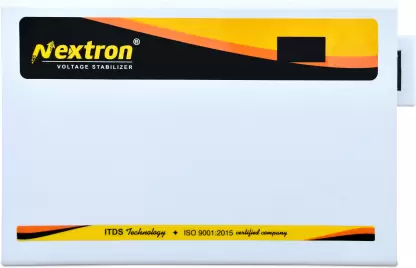 Nextron®
VOLTAGE STABILIZER
ITDS Technology + ISO 9001:2015 certified company